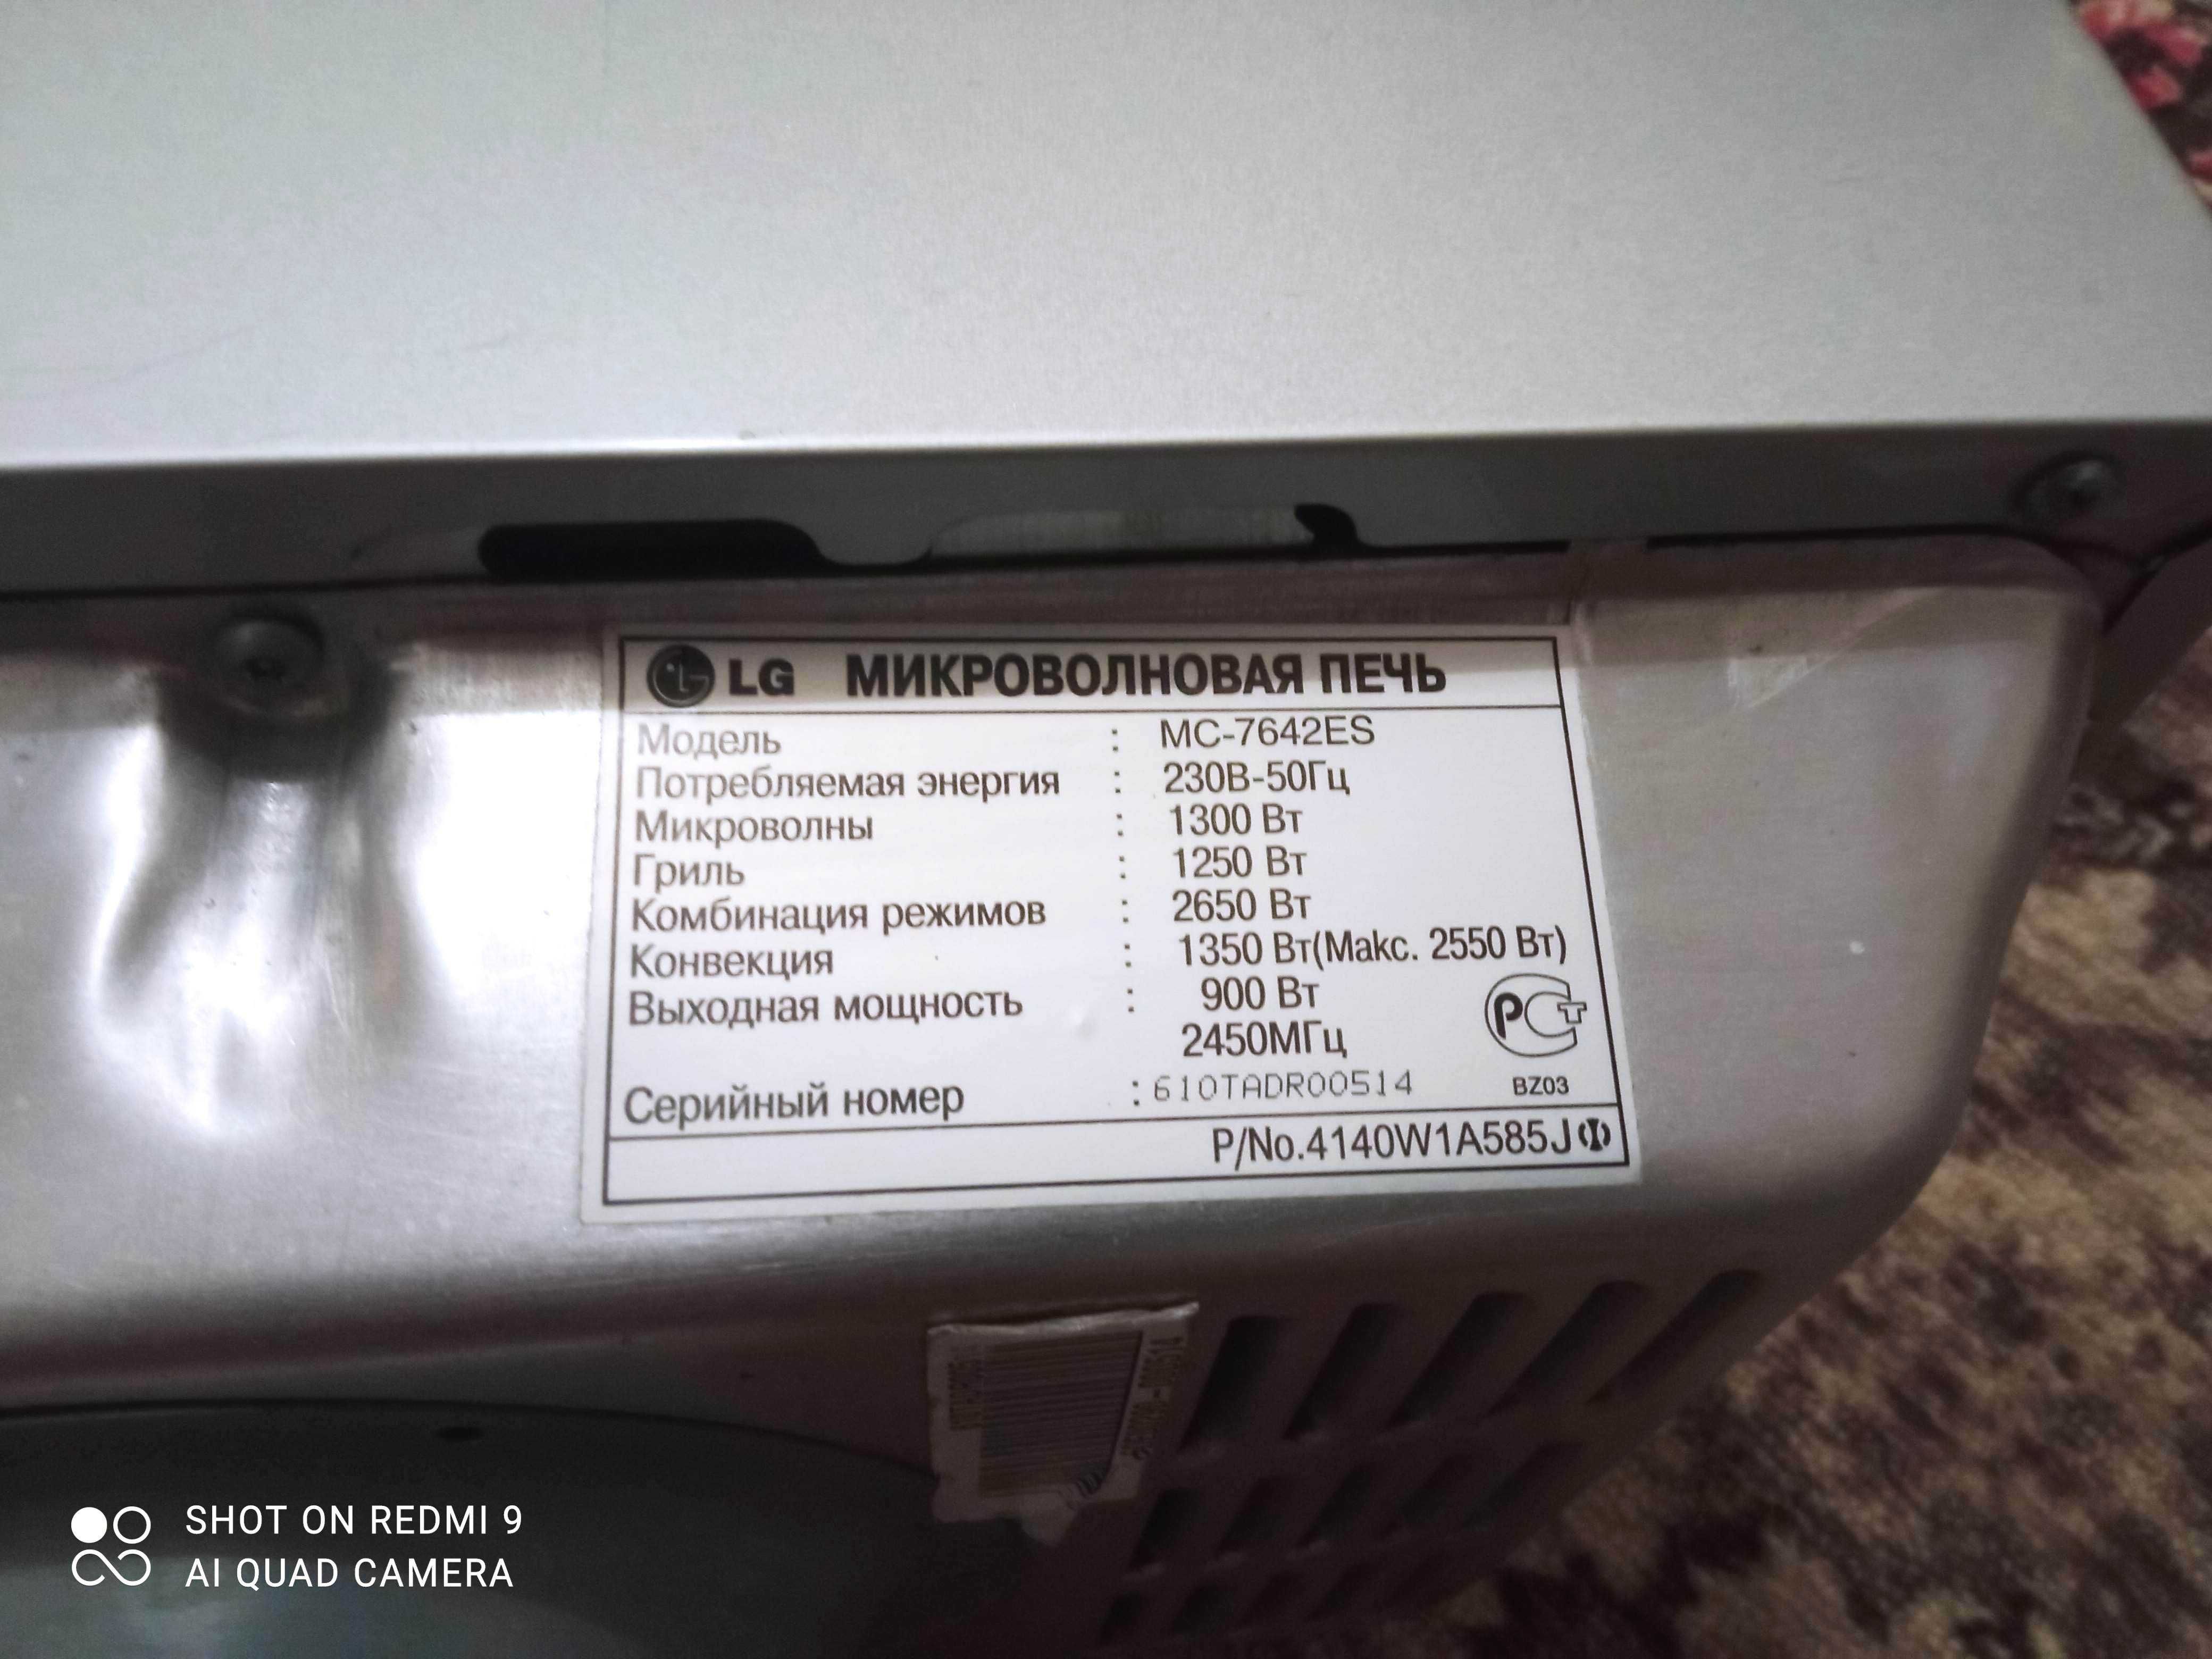 LG МИКРОВОЛНОВАЯ ПЕЧЬ
Модель : MC-7642ES
Потребляемая энергия : 230В-50Гц
Микроволны : 1300 Вт
Гриль : 1250 Вт
Комбинация режимов : 2650 Вт
Конвекция : 1350 Вт(Макс. 2550 Вт)
Выходная мощность : 900 Вт
2450МГц
РСТ
Серийный номер : 610TADR00514 BZ03
P/No.4140W1A585J
SHOT ON REDMI 9
AI QUAD CAMERA